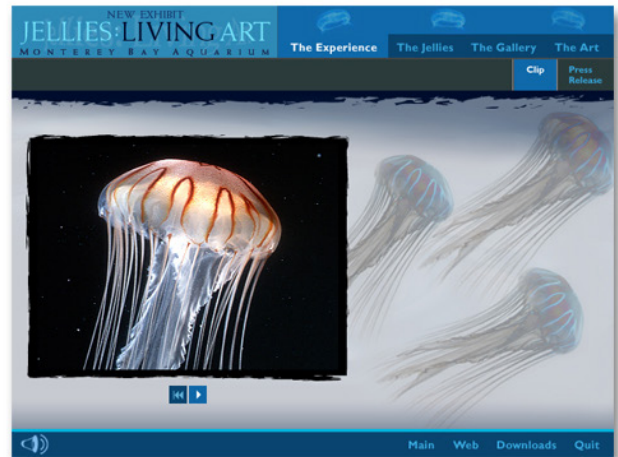 NEW EXHIBIT
JELLIES:LIVING ART
MONTEREY BAY AQUARIUM
The Experience The Jellies The Gallery The Art
Clip Press
Release
Main Web Downloads Quit